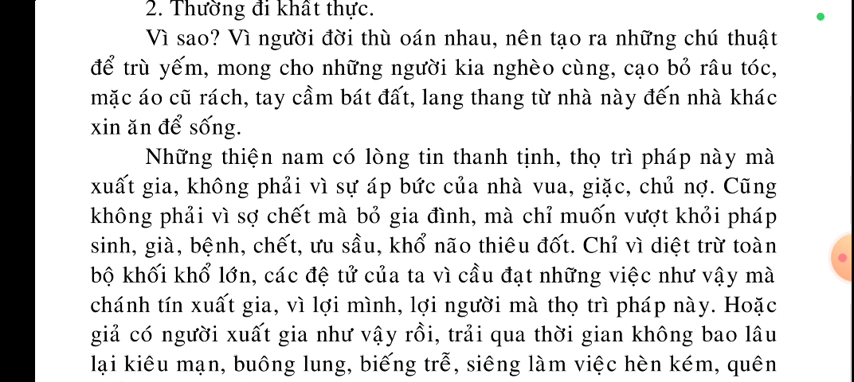 2. Thường đi khất thực.
Vì sao? Vì người đời thù oán nhau, nên tạo ra những chú thuật
để trù yếm, mong cho những người kia nghèo cùng, cạo bỏ râu tóc,
mặc áo cũ rách, tay cầm bát đất, lang thang từ nhà này đến nhà khác
xin ăn để sống.
Những thiện nam có lòng tin thanh tịnh, thọ trì pháp này mà
xuất gia, không phải vì sự áp bức của nhà vua, giặc, chủ nợ. Cũng
không phải vì sợ chết mà bỏ gia đình, mà chỉ muốn vượt khỏi pháp
sinh, già, bệnh, chết, ưu sầu, khổ não thiêu đốt. Chỉ vì diệt trừ toàn
bộ khối khổ lớn, các đệ tử của ta vì cầu đạt những việc như vậy mà
chánh tín xuất gia, vì lợi mình, lợi người mà thọ trì pháp này. Hoặc
giả có người xuất gia như vậy rồi, trải qua thời gian không bao lâu
lại kiêu mạn, buông lung, biếng trễ, siêng làm việc hèn kém, quên